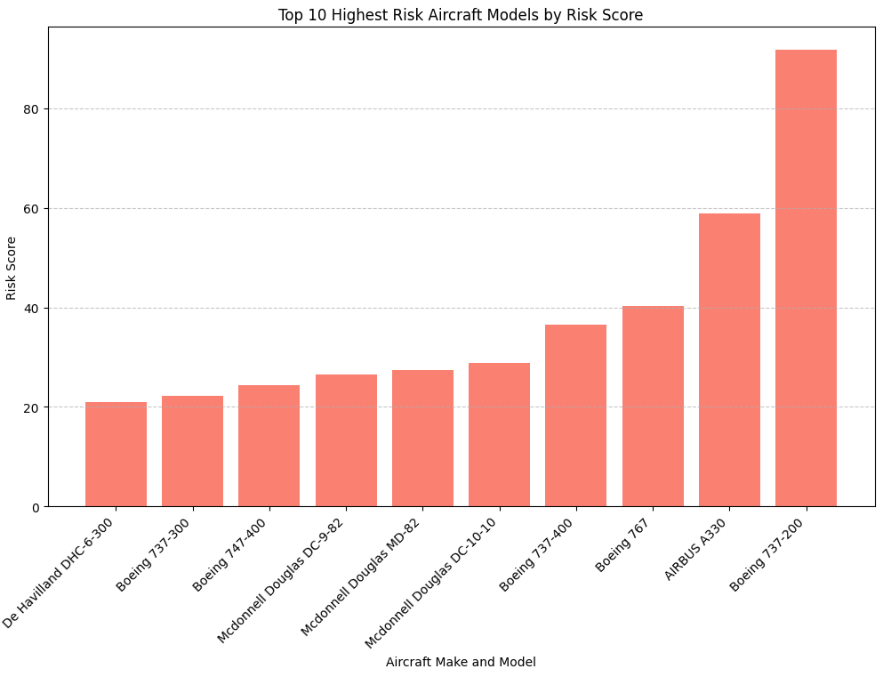 Top 10 Highest Risk Aircraft Models by Risk Score
Risk Score
80
60
40
20
0
De Havilland DHC-6-300
Boeing 737-300
Boeing 747-400
Mcdonnell Douglas DC-9-82
Mcdonnell Douglas MD-82
Mcdonnell Douglas DC-10-10
Boeing 737-400
Boeing 767
AIRBUS A330
Boeing 737-200
Aircraft Make and Model